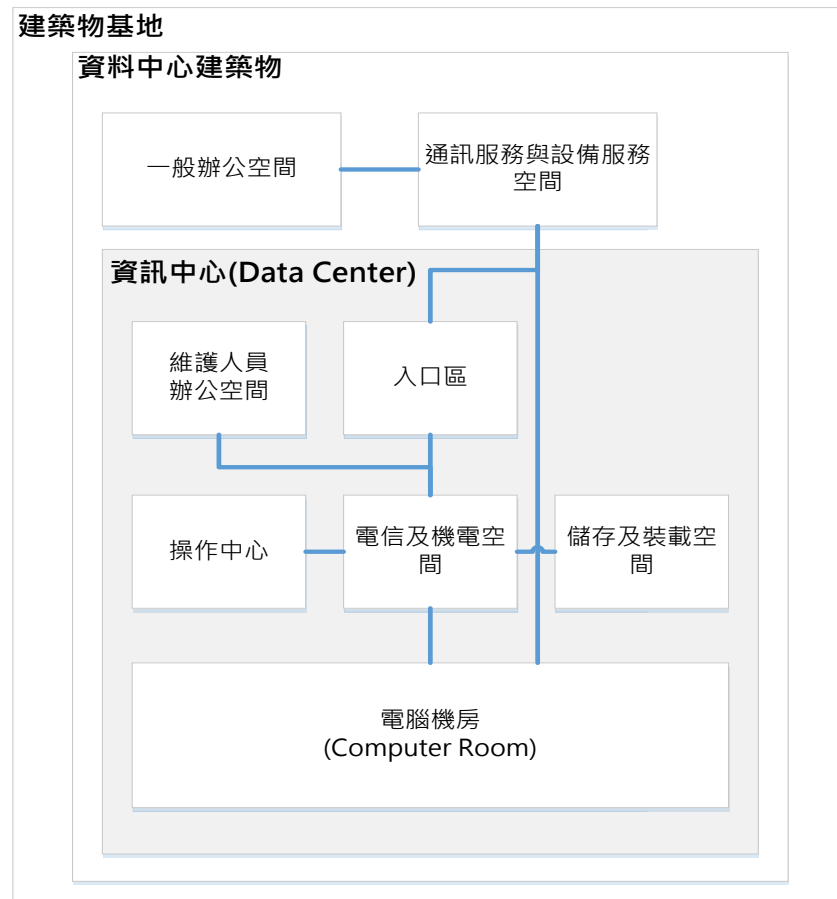 建築物基地
資料中心建築物
一般辦公空間
通訊服務與設備服務
空間
資訊中心(Data Center)
維護人員
辦公空間
入口區
操作中心
電信及機電空
間
儲存及裝載空
間
電腦機房
(Computer Room)